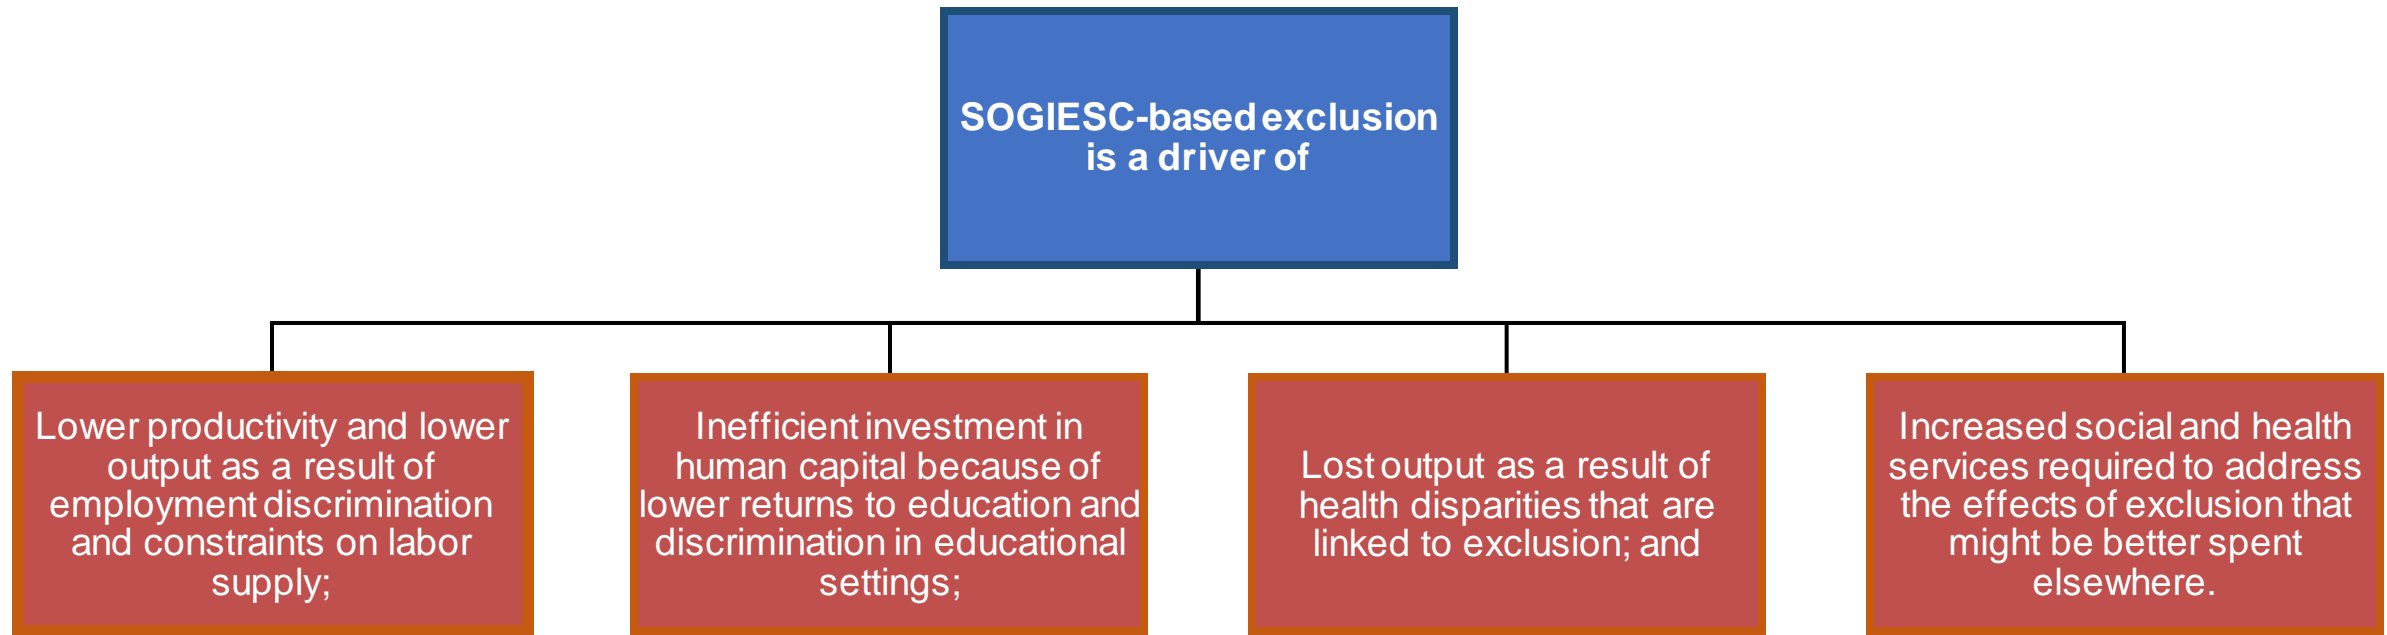 SOGIESC-based exclusion
is a driver of
Lower productivity and lower
output as a result of
employment discrimination
and constraints on labor
supply;
Inefficient investment in
human capital because of
lower returns to education and
discrimination in educational
settings;
Lost output as a result of
health disparities that are
linked to exclusion; and
Increased social and health
services required to address
the effects of exclusion that
might be better spent
elsewhere.